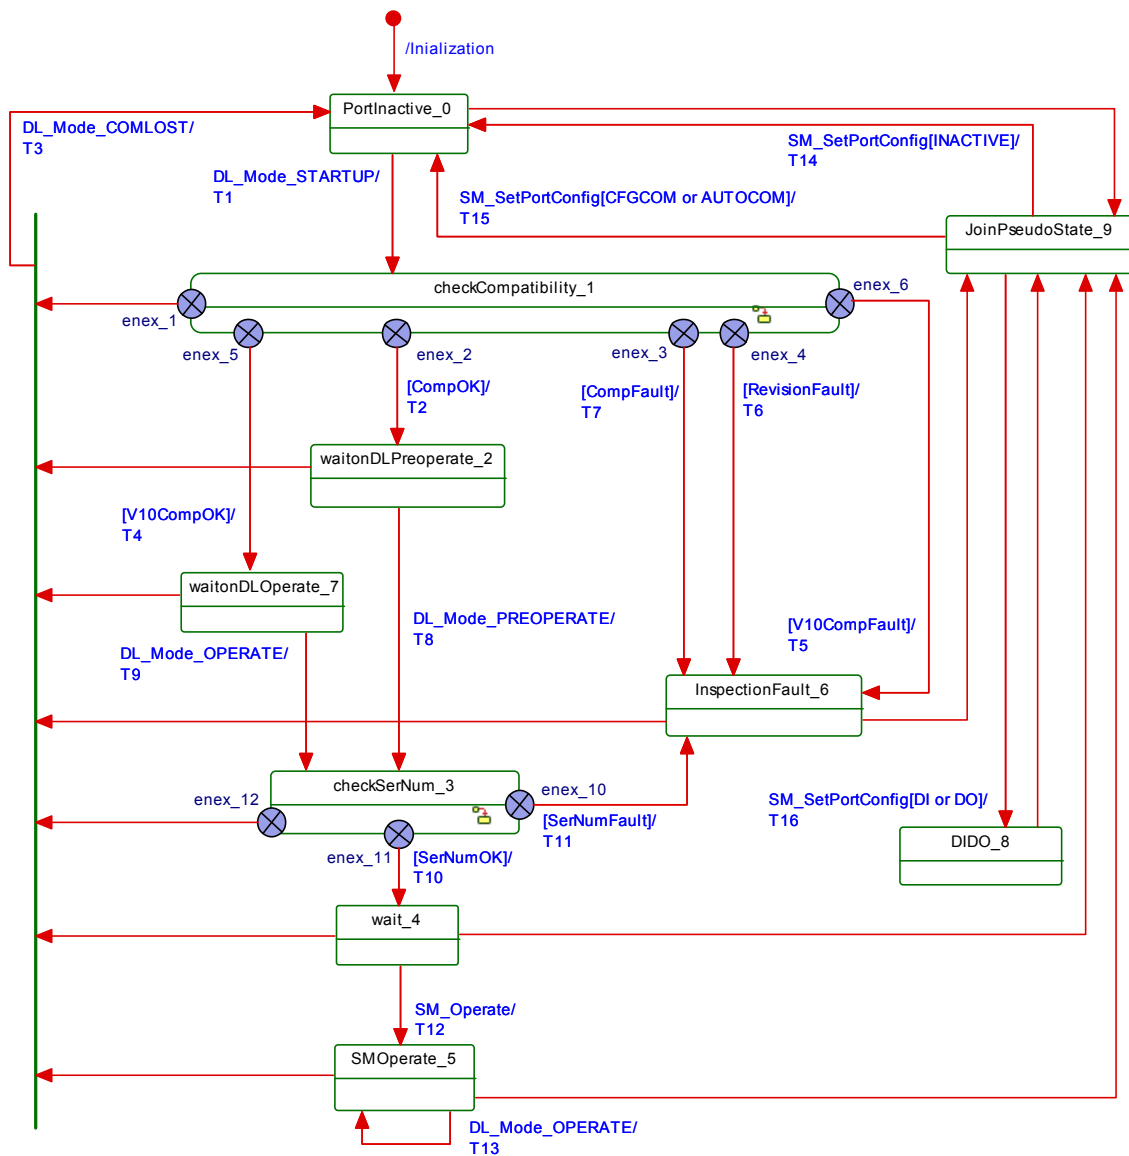 /Inialization
PortInactive_0
DL_Mode_COMLOST/
T3
DL_Mode_STARTUP/
T1
SM_SetPortConfig[INACTIVE]/
T14
SM_SetPortConfig[CFGCOM or AUTOCOM]/
T15
JoinPseudoState_9
checkCompatibility_1
enex_6
enex_1
enex_5
enex_2
enex_3
enex_4
[CompOK]/
T2
[CompFault]/
T7
[RevisionFault]/
T6
waitonDLPreoperate_2
[V10CompOK]/
T4
waitonDLOperate_7
DL_Mode_PREOPERATE/
T8
[V10CompFault]/
T5
DL_Mode_OPERATE/
T9
InspectionFault_6
checkSerNum_3
enex_12
enex_10
[SerNumFault]/
T11
SM_SetPortConfig[DI or DO]/
T16
DIDO_8
enex_11
[SerNumOK]/
T10
wait_4
SM_Operate/
T12
SMOperate_5
DL_Mode_OPERATE/
T13